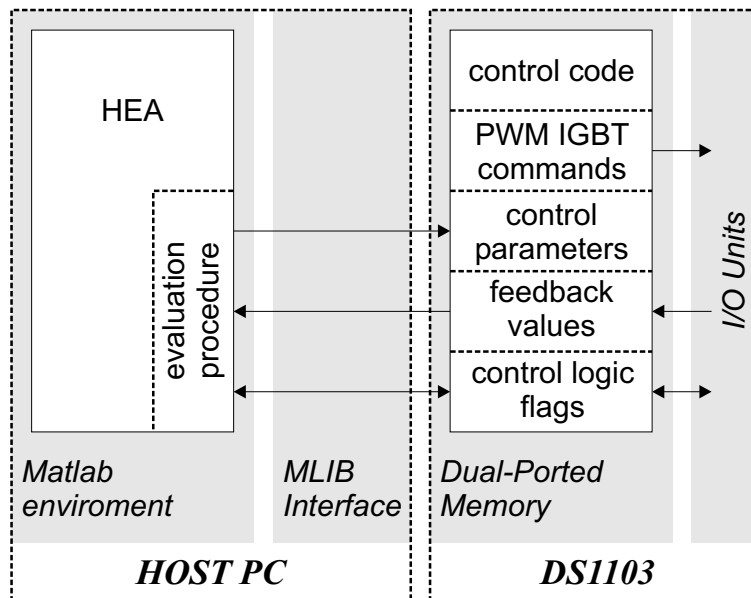 HEA
evaluation
procedure
control code
PWM IGBT
commands
control
parameters
feedback
values
control logic
flags
I/O Units
Matlab
enviroment
MLIB
Interface
Dual-Ported
Memory
HOST PC
DS1103